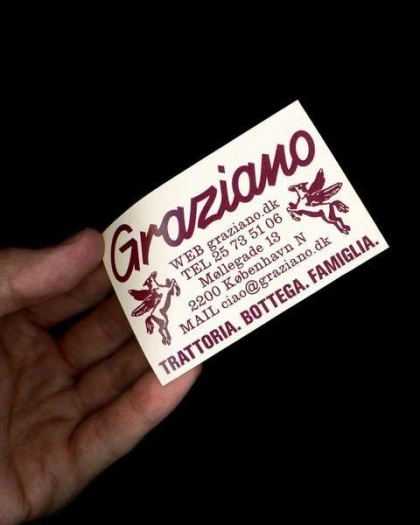 Graziano
WEB graziano.dk
TEL 25 73 51 06
Møllegade 13
2200 København N
MAIL ciao@graziano.dk
TRATTORIA. BOTTEGA. FAMIGLIA.